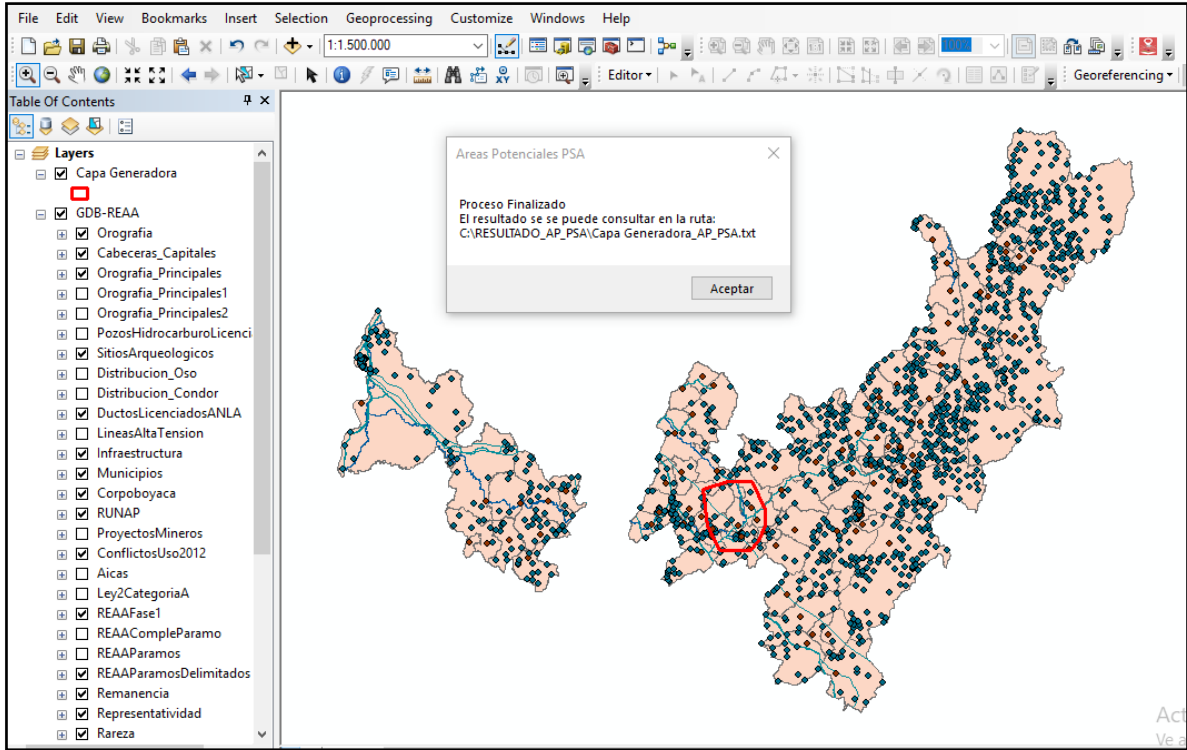 File Edit View Bookmarks Insert Selection Geoprocessing Customize Windows Help
1:1.500.000
100%
Editor
Georeferencing
Table Of Contents
Layers
Capa Generadora
GDB-REAA
Orografia
Cabeceras_Capitales
Orografia_Principales
Orografia_Principales1
Orografia_Principales2
PozosHidrocarburoLicenci
SitiosArqueologicos
Distribucion_Oso
Distribucion_Condor
DuctosLicenciadosANLA
LineasAltaTension
Infraestructura
Municipios
Corpoboyaca
RUNAP
ProyectosMineros
ConflictosUso2012
Aicas
Ley2CategoriaA
REAAFase1
REAACompleParamo
REAAParamos
REAAParamosDelimitados
Remanencia
Representatividad
Rareza
Areas Potenciales PSA
Proceso Finalizado
El resultado se se puede consultar en la ruta:
C:\RESULTADO_AP_PSA\Capa Generadora_AP_PSA.txt
Aceptar
Act
Ve a